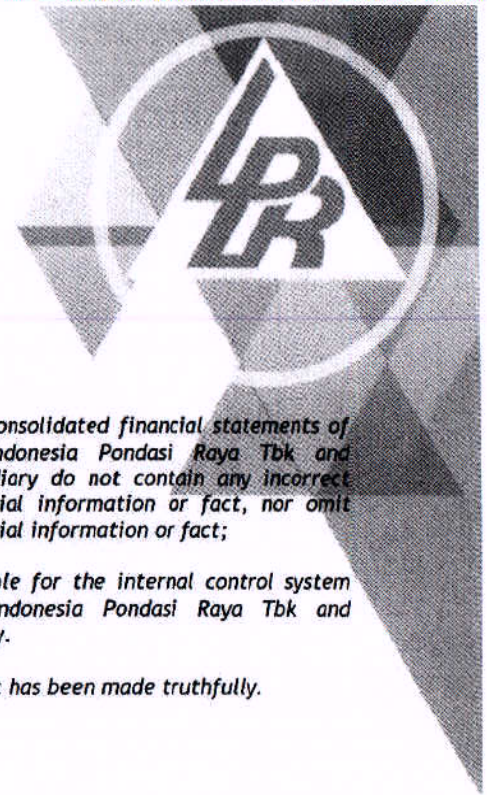 IPR
onsolidated financial statements of
ndonesia Pondasi Raya Tbk and
diary do not contain any incorrect
ial information or fact, nor omit
ial information or fact;
le for the internal control system
ndonesia Pondasi Raya Tbk and
y.
t has been made truthfully.